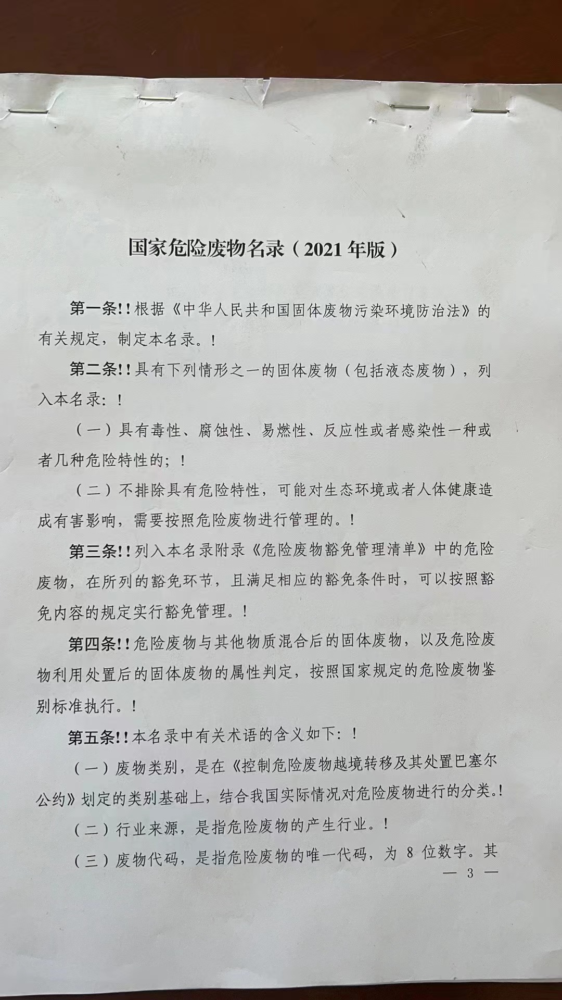 国家危险废物名录（2021 年版）
第一条!!根据《中华人民共和国固体废物污染环境防治法》的
有关规定，制定本名录。!
第二条!!具有下列情形之一的固体废物（包括液态废物），列
入本名录：!
（一）具有毒性、腐蚀性、易燃性、反应性或者感染性一种或
者几种危险特性的；!
（二）不排除具有危险特性，可能对生态环境或者人体健康造
成有害影响，需要按照危险废物进行管理的。!
第三条!!列入本名录附录《危险废物豁免管理清单》中的危险
废物，在所列的豁免环节，且满足相应的豁免条件时，可以按照豁
免内容的规定实行豁免管理。!
第四条!!危险废物与其他物质混合后的固体废物，以及危险废
物利用处置后的固体废物的属性判定，按照国家规定的危险废物鉴
别标准执行。!
第五条!!本名录中有关术语的含义如下：!
（一）废物类别，是在《控制危险废物越境转移及其处置巴塞尔
公约》划定的类别基础上，结合我国实际情况对危险废物进行的分类。!
（二）行业来源，是指危险废物的产生行业。!
（三）废物代码，是指危险废物的唯一代码，为 8 位数字。其
— 3 —